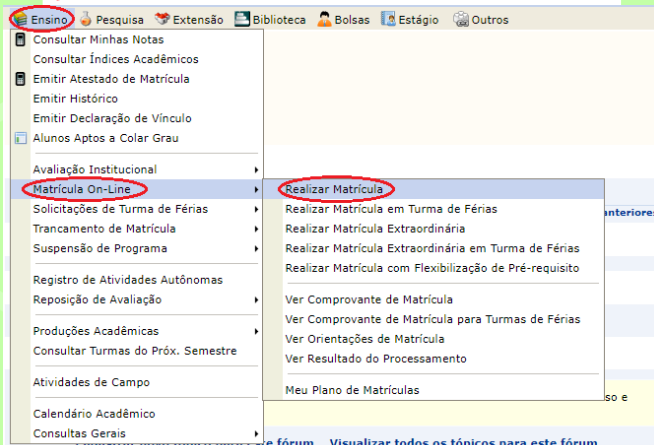 Ensino Pesquisa Extensão Biblioteca Bolsas Estágio Outros
Consultar Minhas Notas
Consultar Índices Acadêmicos
Emitir Atestado de Matrícula
Emitir Histórico
Emitir Declaração de Vínculo
Alunos Aptos a Colar Grau
Avaliação Institucional
Matrícula On-Line
Solicitações de Turma de Férias
Trancamento de Matrícula
Suspensão de Programa
Registro de Atividades Autônomas
Reposição de Avaliação
Produções Acadêmicas
Consultar Turmas do Próx. Semestre
Atividades de Campo
Calendário Acadêmico
Consultas Gerais
Realizar Matrícula
Realizar Matrícula em Turma de Férias
Realizar Matrícula Extraordinária
Realizar Matrícula Extraordinária em Turma de Férias
Realizar Matrícula com Flexibilização de Pré-requisito
Ver Comprovante de Matrícula
Ver Comprovante de Matrícula para Turmas de Férias
Ver Orientações de Matrícula
Ver Resultado do Processamento
Meu Plano de Matrículas
anteriores
so e
fórum Visualizar todos os tópicos para este fórum